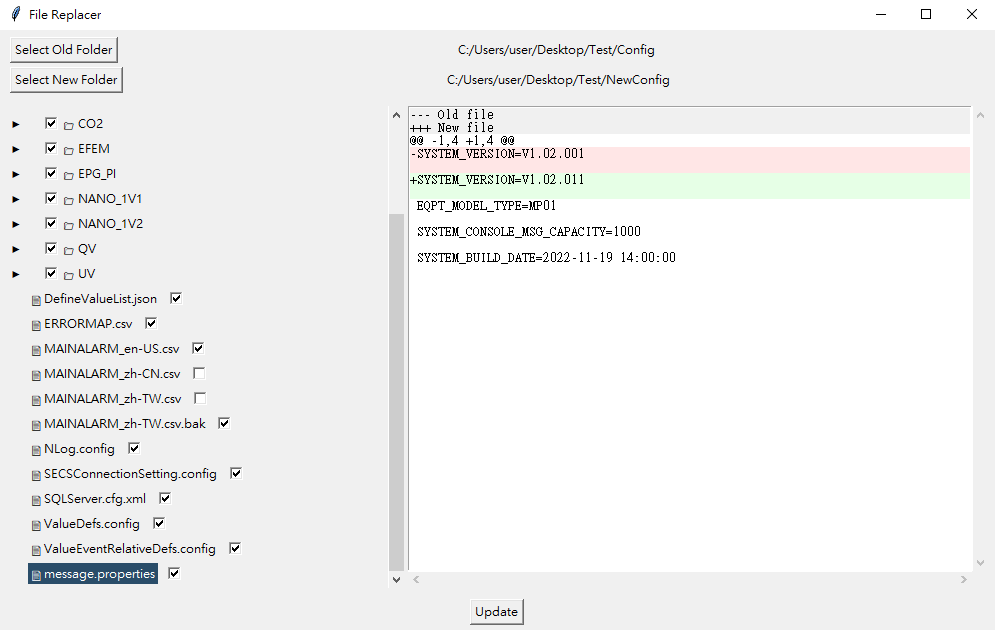 File Replacer
Select Old Folder
C:/Users/user/Desktop/Test/Config
Select New Folder
C:/Users/user/Desktop/Test/NewConfig
CO2
EFEM
EPG_PI
NANO_1V1
NANO_1V2
QV
UV
DefineValueList.json
ERRORMAP.csv
MAINALARM_en-US.csv
MAINALARM_zh-CN.csv
MAINALARM_zh-TW.csv
MAINALARM_zh-TW.csv.bak
NLog.config
SECSConnectionSetting.config
SQLServer.cfg.xml
ValueDefs.config
ValueEventRelativeDefs.config
message.properties
--- Old file
+++ New file
@@ -1,4 +1,4 @@
-SYSTEM_VERSION=V1.02.001
+SYSTEM_VERSION=V1.02.011
EQPT_MODEL_TYPE=MP01
SYSTEM_CONSOLE_MSG_CAPACITY=1000
SYSTEM_BUILD_DATE=2022-11-19 14:00:00
Update